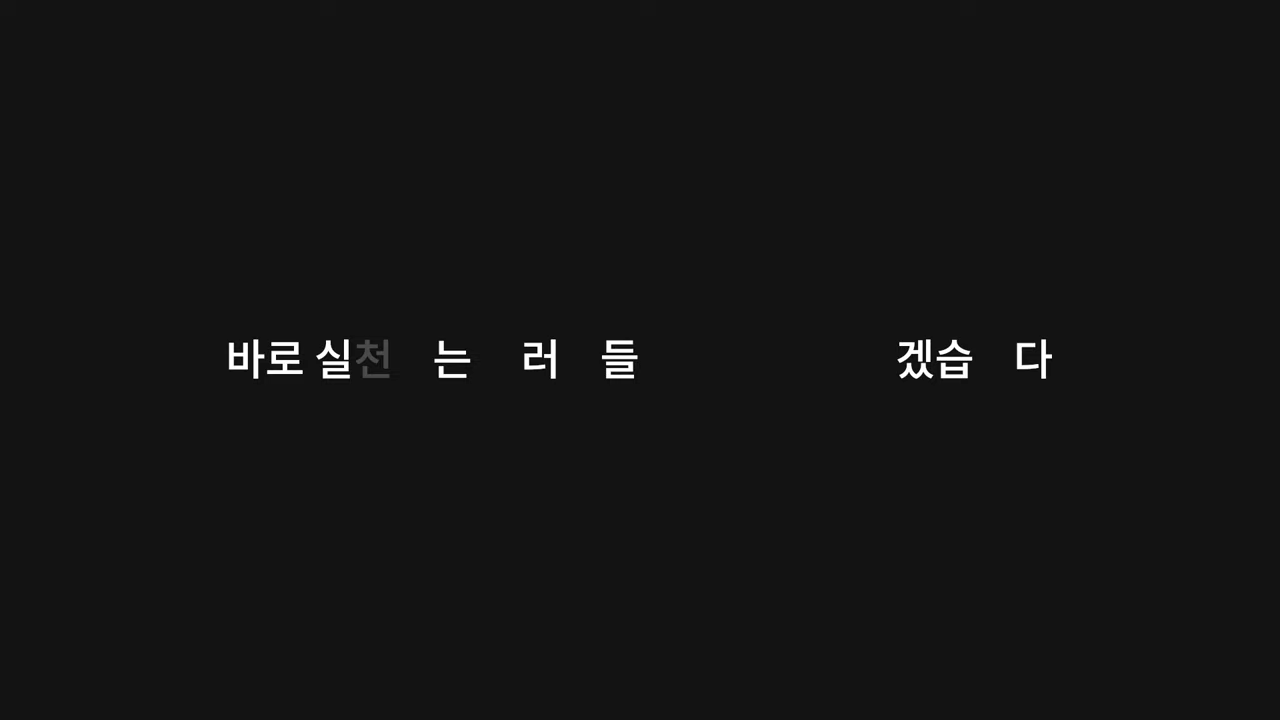 바로 실천 는 러 들 겠습 다